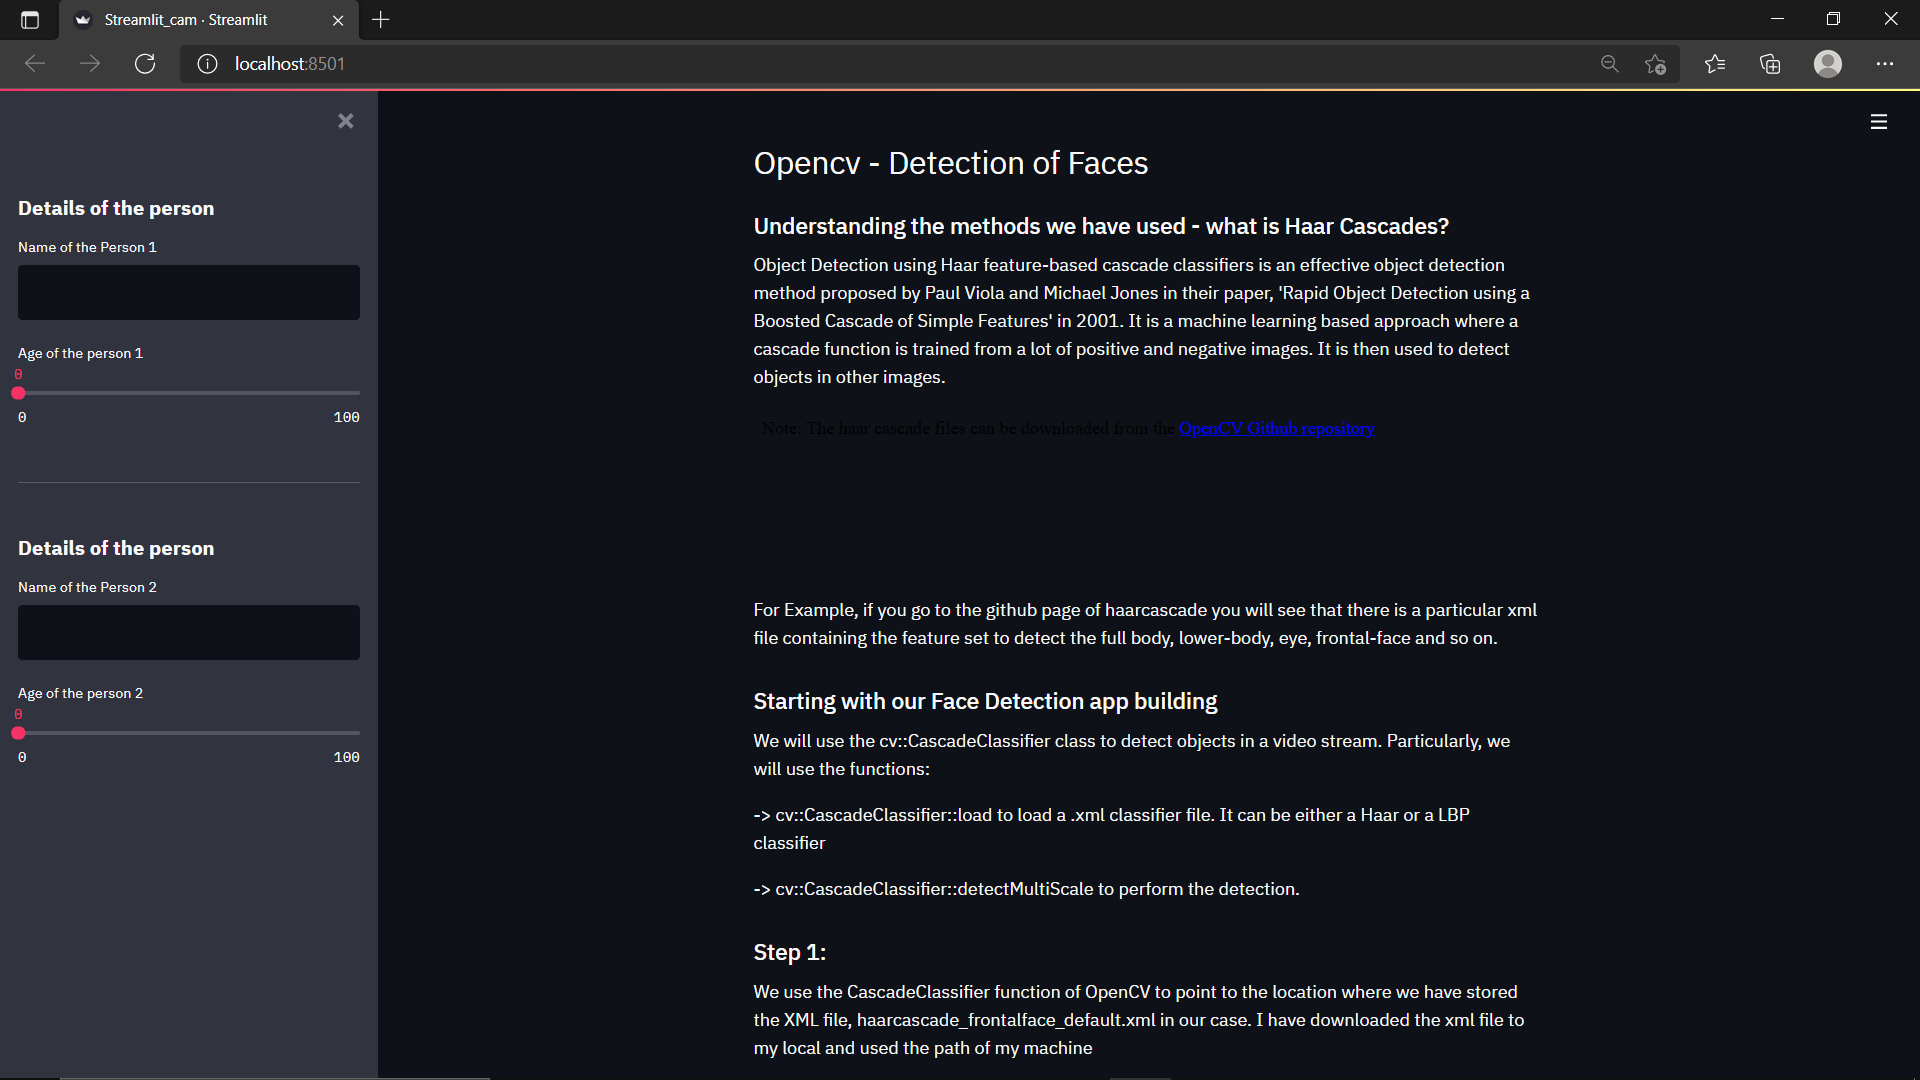 Streamlit_cam · Streamlit
localhost:8501
Details of the person
Name of the Person 1
Age of the person 1
0
0 100
Details of the person
Name of the Person 2
Age of the person 2
0
0 100
Opencv - Detection of Faces
Understanding the methods we have used - what is Haar Cascades?
Object Detection using Haar feature-based cascade classifiers is an effective object detection
method proposed by Paul Viola and Michael Jones in their paper, 'Rapid Object Detection using a
Boosted Cascade of Simple Features' in 2001. It is a machine learning based approach where a
cascade function is trained from a lot of positive and negative images. It is then used to detect
objects in other images.
Note: The haar cascade files can be downloaded from the OpenCV Github repository
For Example, if you go to the github page of haarcascade you will see that there is a particular xml
file containing the feature set to detect the full body, lower-body, eye, frontal-face and so on.
Starting with our Face Detection app building
We will use the cv::CascadeClassifier class to detect objects in a video stream. Particularly, we
will use the functions:
-> cv::CascadeClassifier::load to load a .xml classifier file. It can be either a Haar or a LBP
classifier
-> cv::CascadeClassifier::detectMultiScale to perform the detection.
Step 1:
We use the CascadeClassifier function of OpenCV to point to the location where we have stored
the XML file, haarcascade_frontalface_default.xml in our case. I have downloaded the xml file to
my local and used the path of my machine